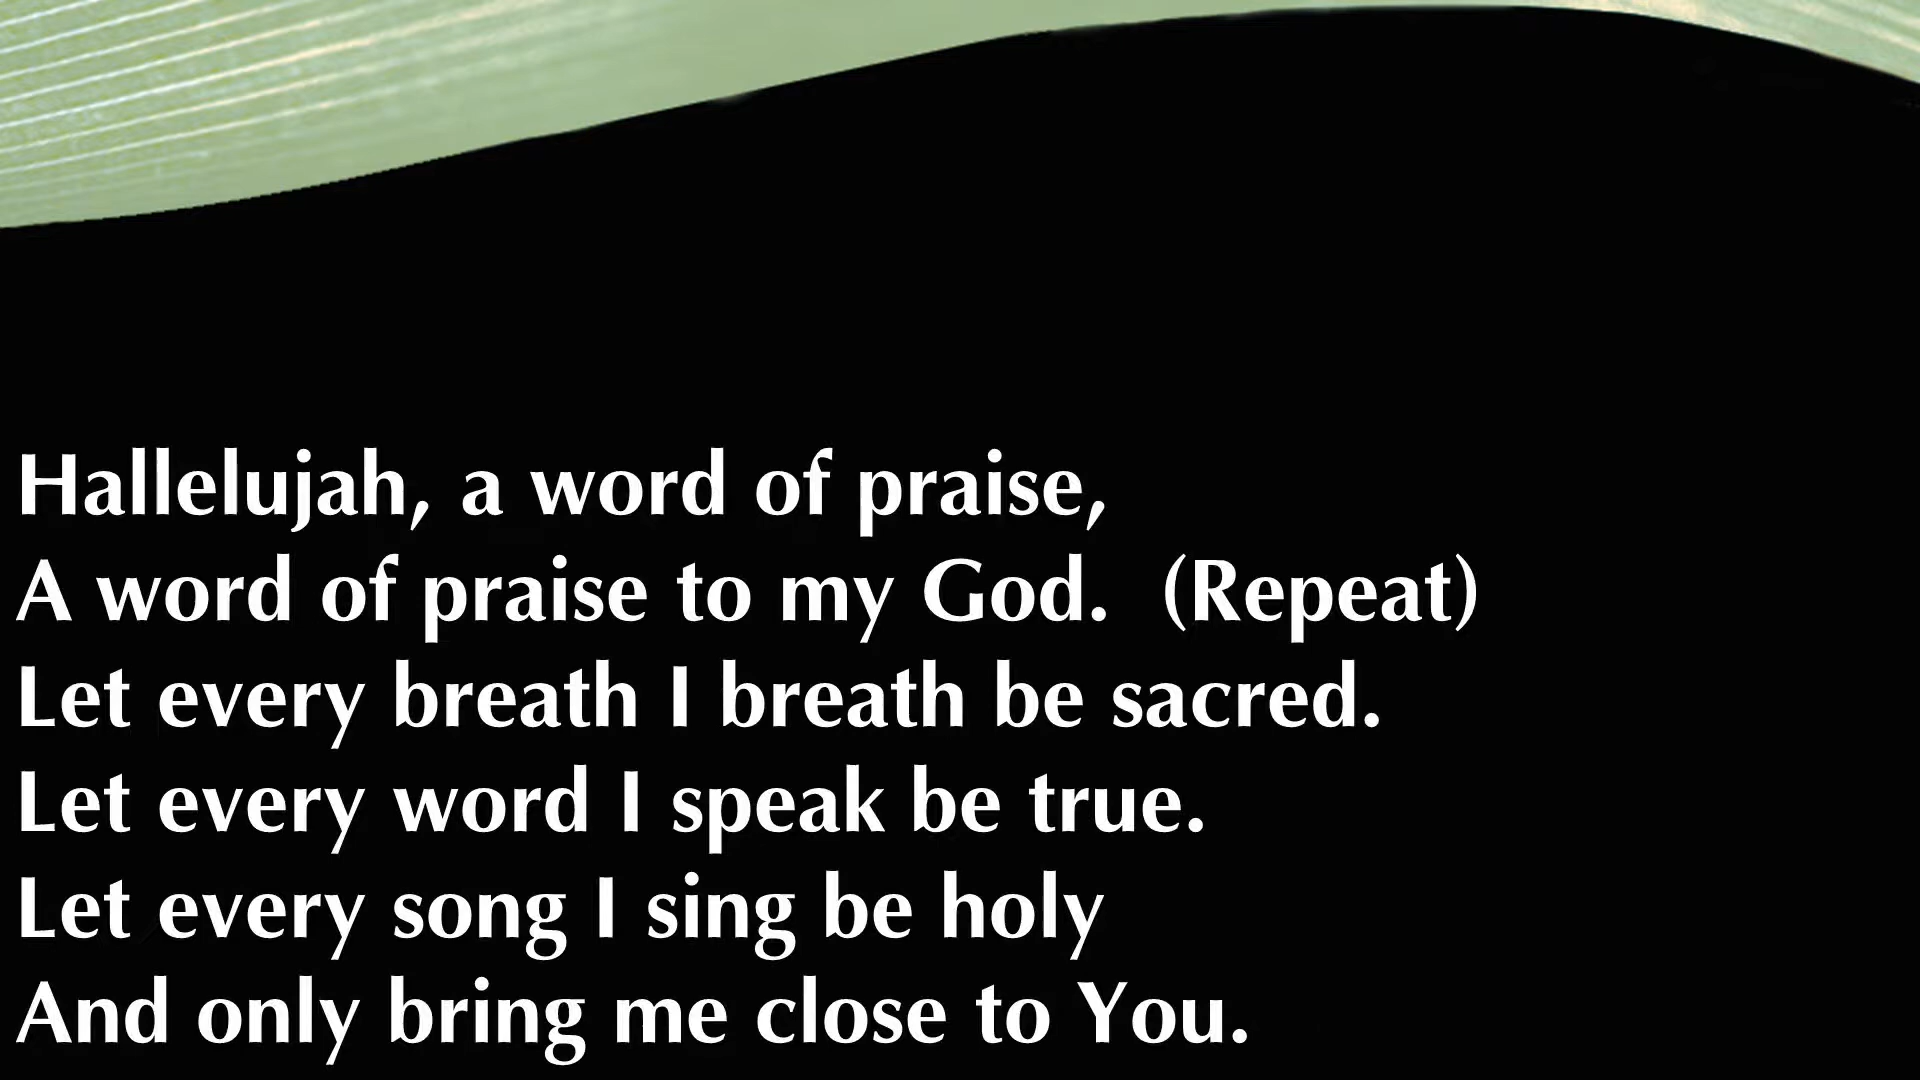 Hallelujah, a word of praise,
A word of praise to my God.  (Repeat)
Let every breath I breath be sacred.
Let every word I speak be true.
Let every song I sing be holy
And only bring me close to You.